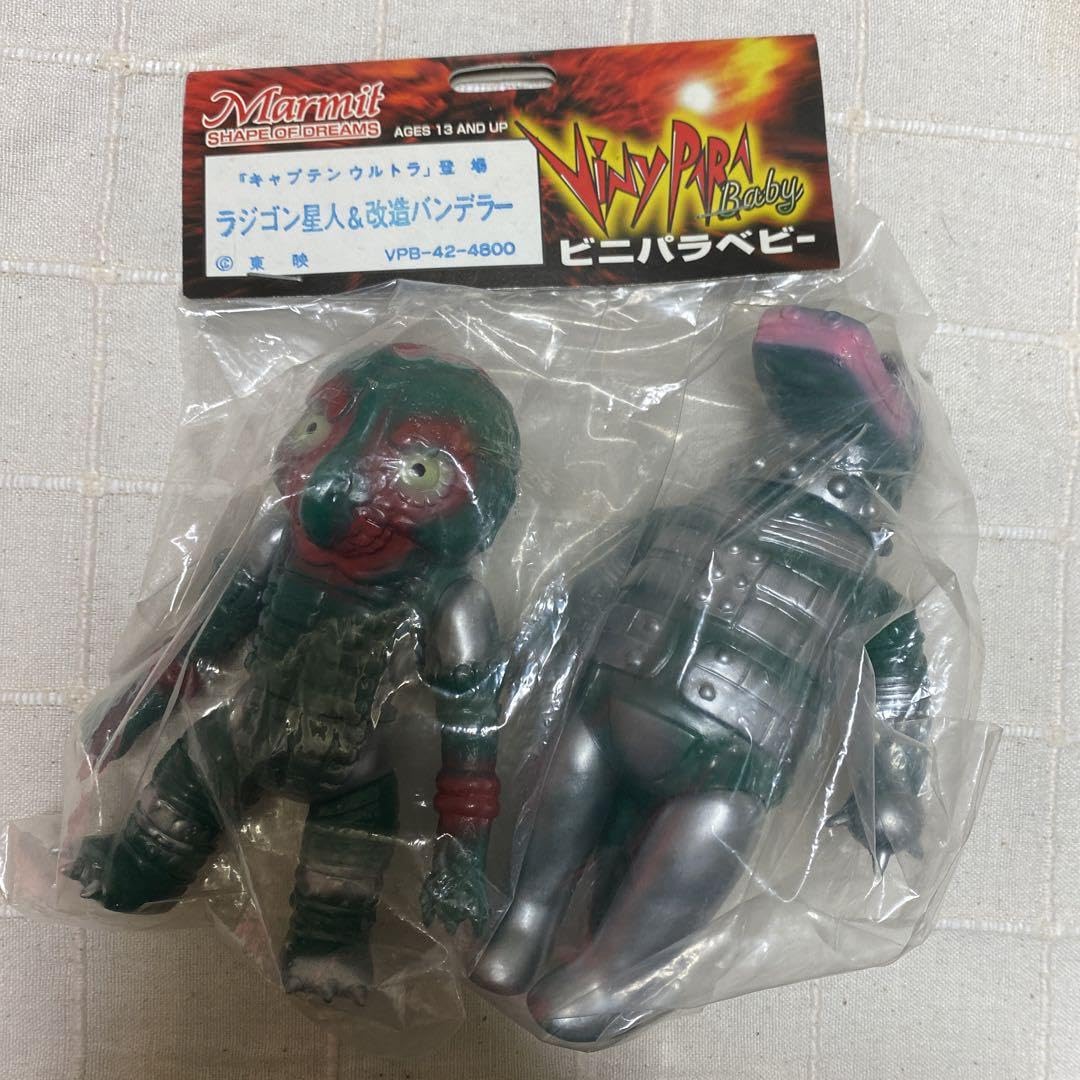 Marmit
SHAPE OF DREAMS
AGES 13 AND UP
「キャプテンウルトラ」登場
ラジゴン星人&改造バンデラー
© 東映 VPB-42-4800
VINYPARA
Baby
ビニパラベビー